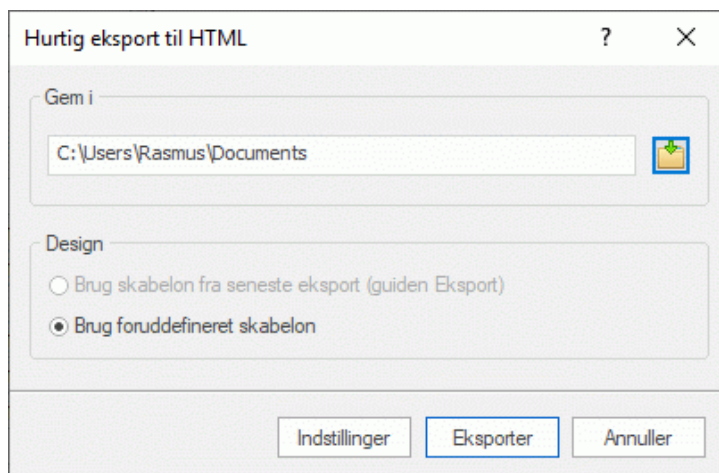 Hurtig eksport til HTML
?
Gem i
C:\Users\Rasmus\Documents
Design
Brug skabelon fra seneste eksport (guiden Eksport)
Brug foruddefineret skabelon
Indstillinger
Eksporter
Annuller